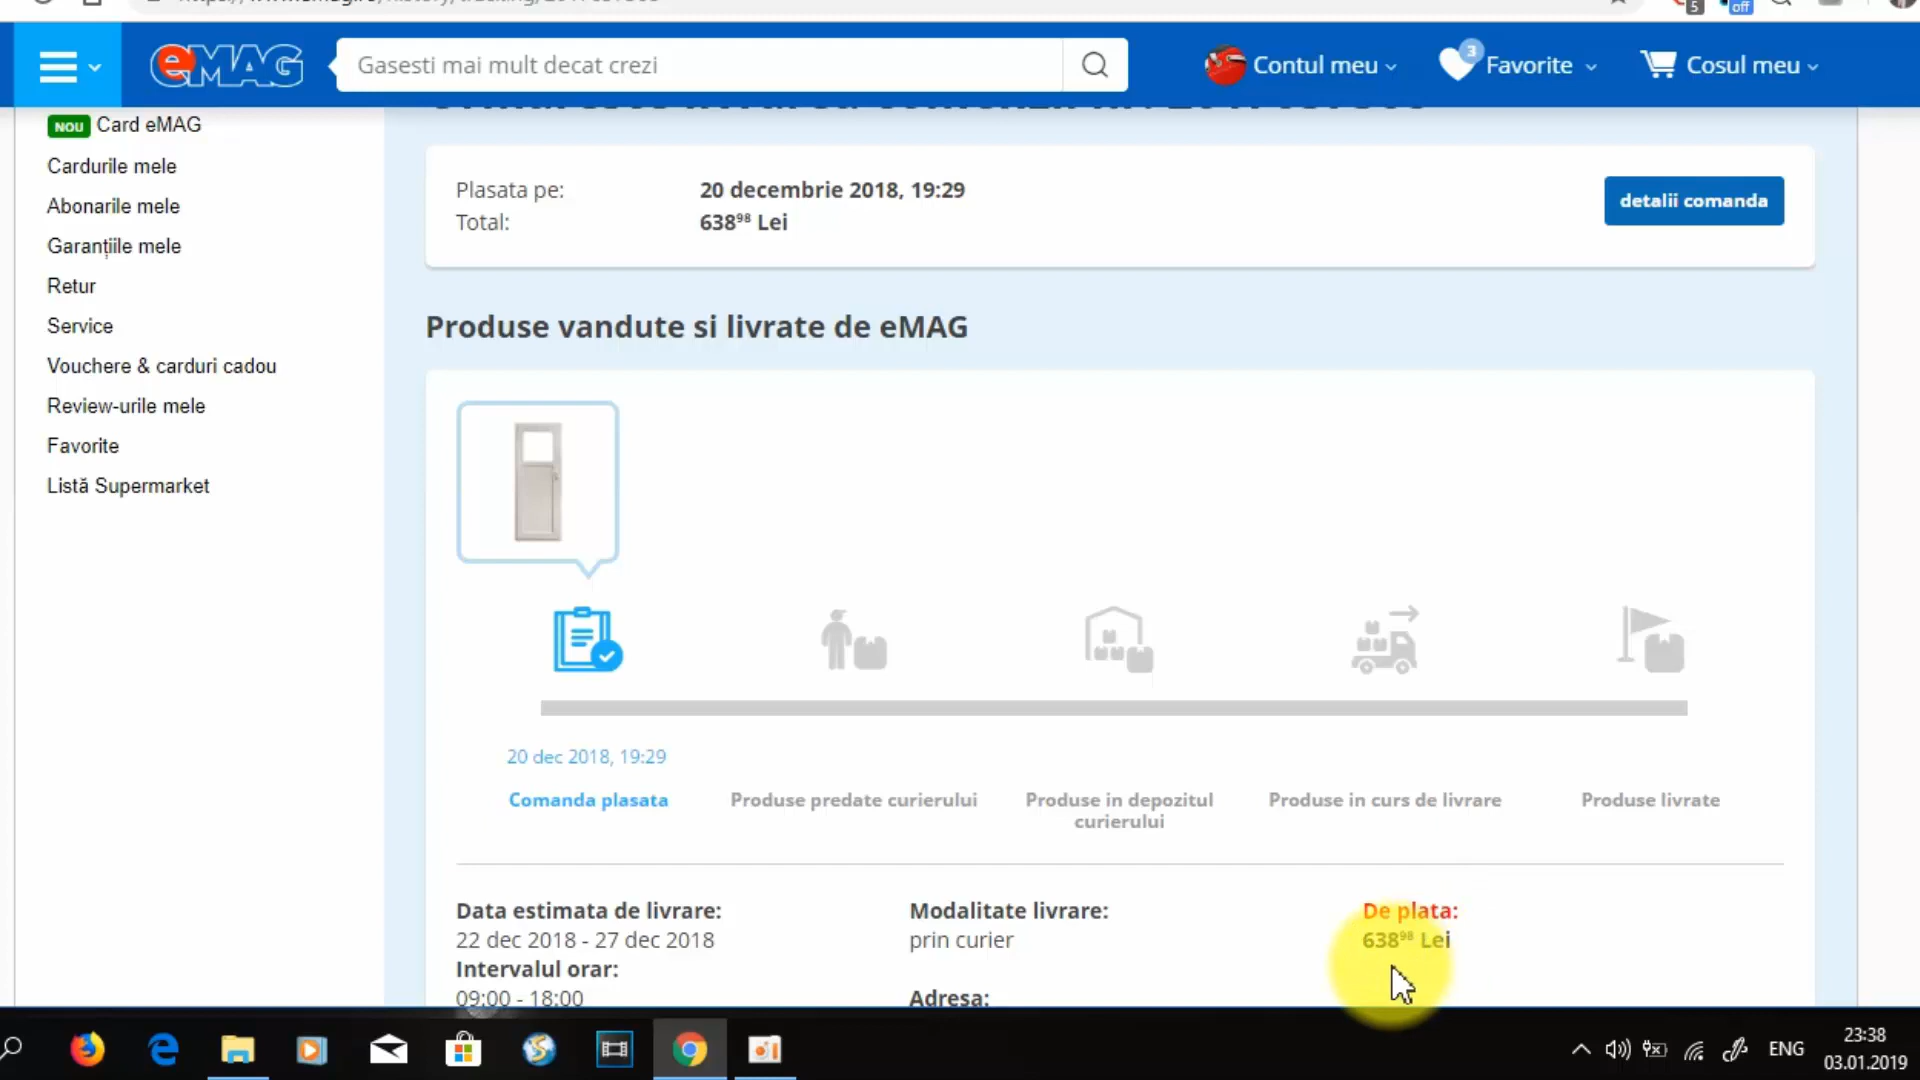 5
off
eMAG
Gasesti mai mult decat crezi
Contul meu
3
Favorite
Cosul meu
NOU Card eMAG
Cardurile mele
Abonarile mele
Garanțiile mele
Retur
Service
Vouchere & carduri cadou
Review-urile mele
Favorite
Listă Supermarket
Plasata pe:
20 decembrie 2018, 19:29
Total:
638⁹⁸ Lei
detalii comanda
Produse vandute si livrate de eMAG
20 dec 2018, 19:29
Comanda plasata
Produse predate curierului
Produse in depozitul
curierului
Produse in curs de livrare
Produse livrate
Data estimata de livrare:
22 dec 2018 - 27 dec 2018
Intervalul orar:
09:00 - 18:00
Modalitate livrare:
prin curier
Adresa:
De plata:
638⁹⁸ Lei
ENG
23:38
03.01.2019